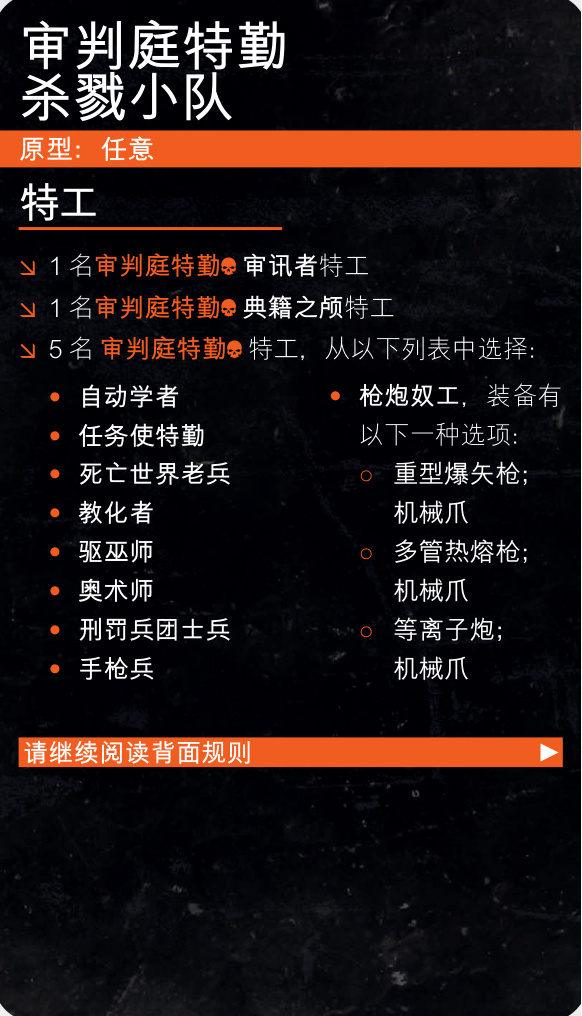 审判庭特勤
杀戮小队
原型：任意
特工
1 名审判庭特勤 审讯者特工
1 名审判庭特勤 典籍之颅特工
5 名 审判庭特勤 特工，从以下列表中选择：
• 自动学者
• 任务使特勤
• 死亡世界老兵
• 教化者
• 驱巫师
• 奥术师
• 刑罚兵团士兵
• 手枪兵
• 枪炮奴工，装备有
以下一种选项：
○ 重型爆矢枪；
机械爪
○ 多管热熔枪；
机械爪
○ 等离子炮；
机械爪
请继续阅读背面规则